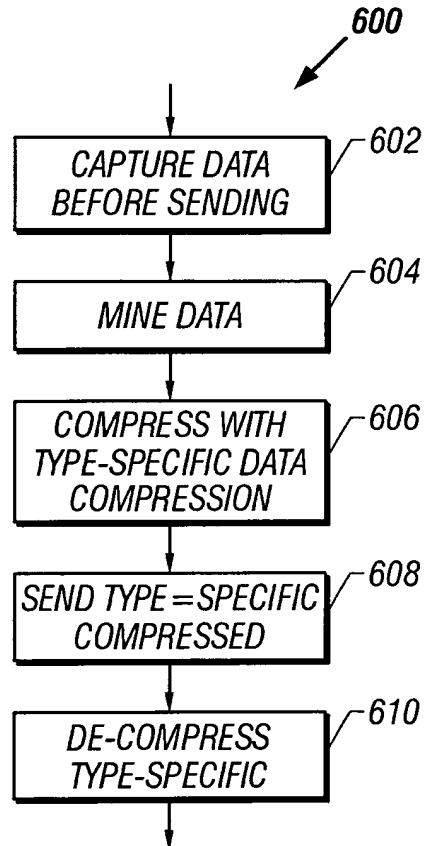 600
CAPTURE DATA
BEFORE SENDING
602
MINE DATA
604
COMPRESS WITH
TYPE-SPECIFIC DATA
COMPRESSION
606
SEND TYPE=SPECIFIC
COMPRESSED
608
DE-COMPRESS
TYPE-SPECIFIC
610